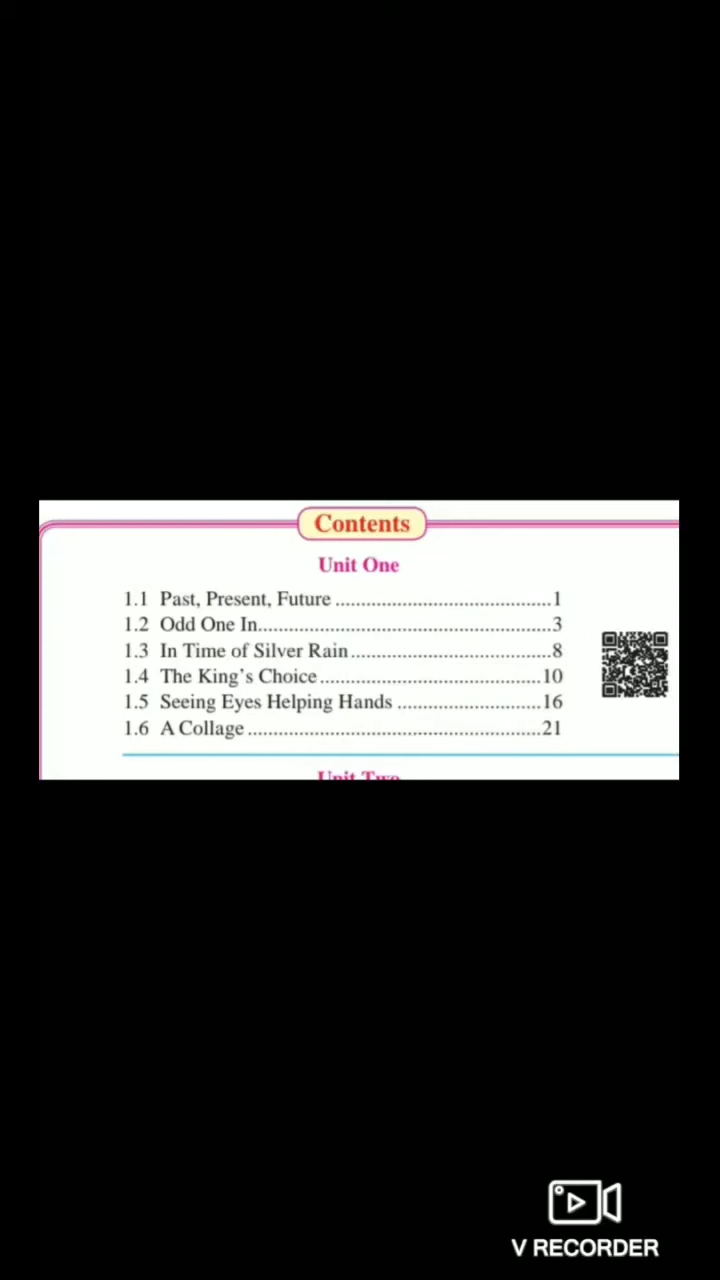 Contents
Unit One
1.1 Past, Present, Future ..........................................1
1.2 Odd One In.........................................................3
1.3 In Time of Silver Rain.......................................8
1.4 The King's Choice...........................................10
1.5 Seeing Eyes Helping Hands ............................16
1.6 A Collage.........................................................21
Unit Two
V RECORDER